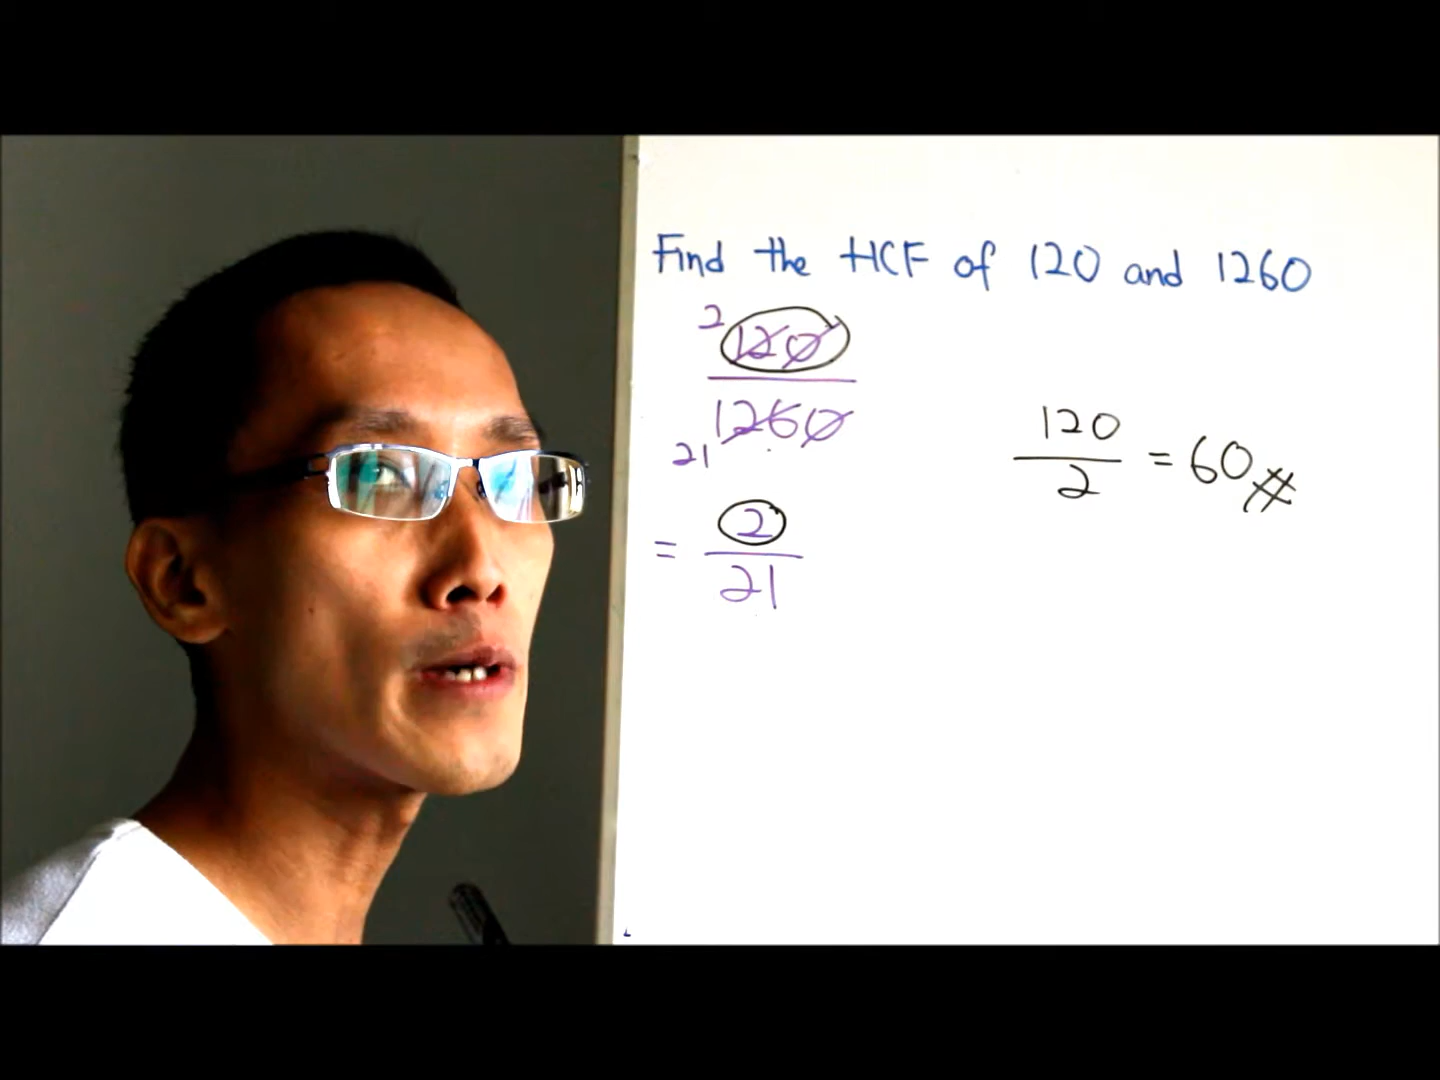 Find the HCF of 120 and 1260
2 120
21 1260
= 2
21
120
2 = 60 #